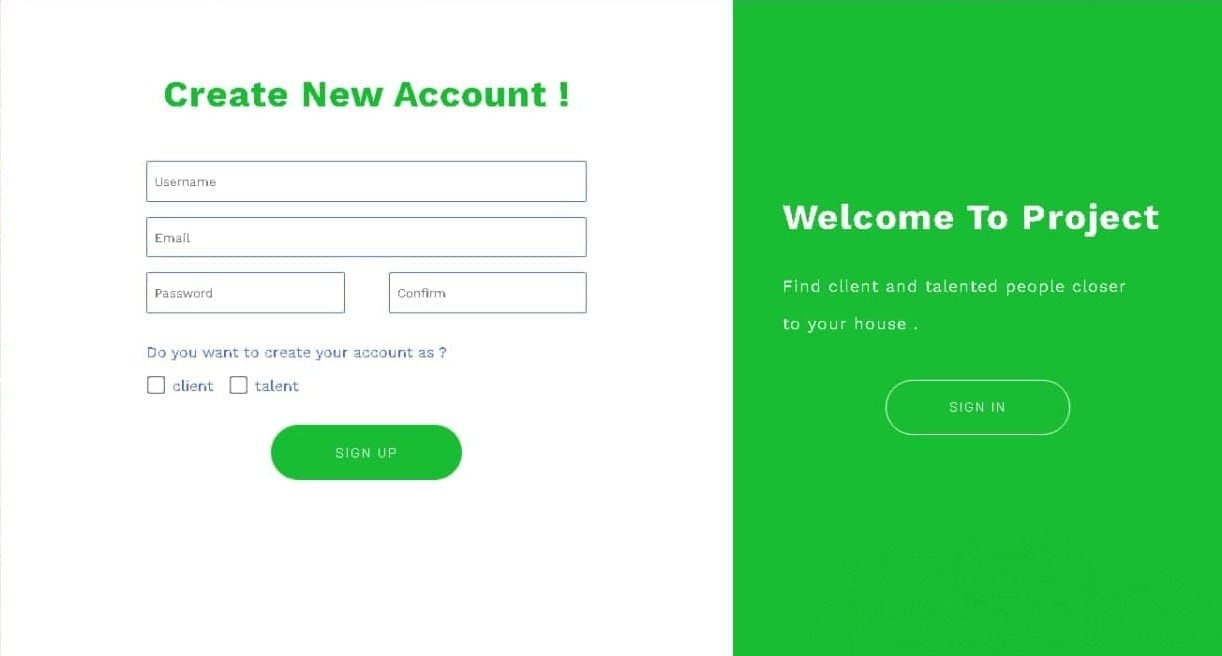 Create New Account !
Username
Email
Password
Confirm
Do you want to create your account as ?
client
talent
SIGN UP
Welcome To Project
Find client and talented people closer
to your house .
SIGN IN